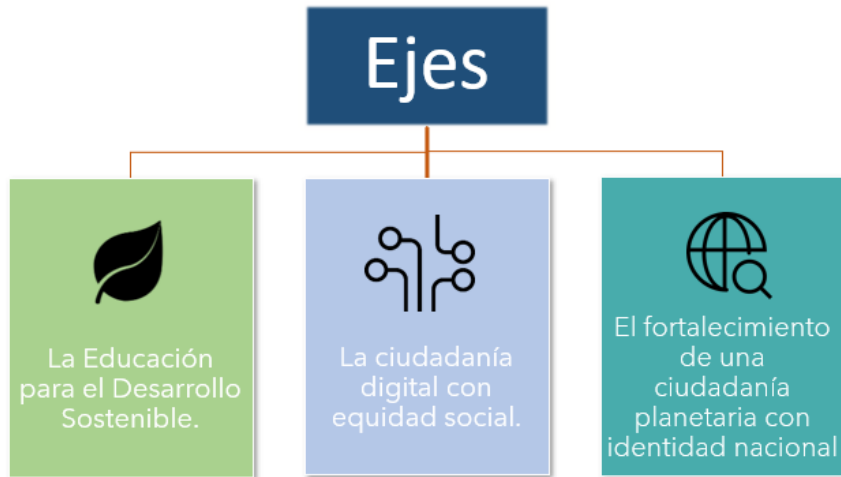 Ejes
La Educación
para el Desarrollo
Sostenible.
La ciudadanía
digital con
equidad social.
El fortalecimiento
de una
ciudadanía
planetaria con
identidad nacional